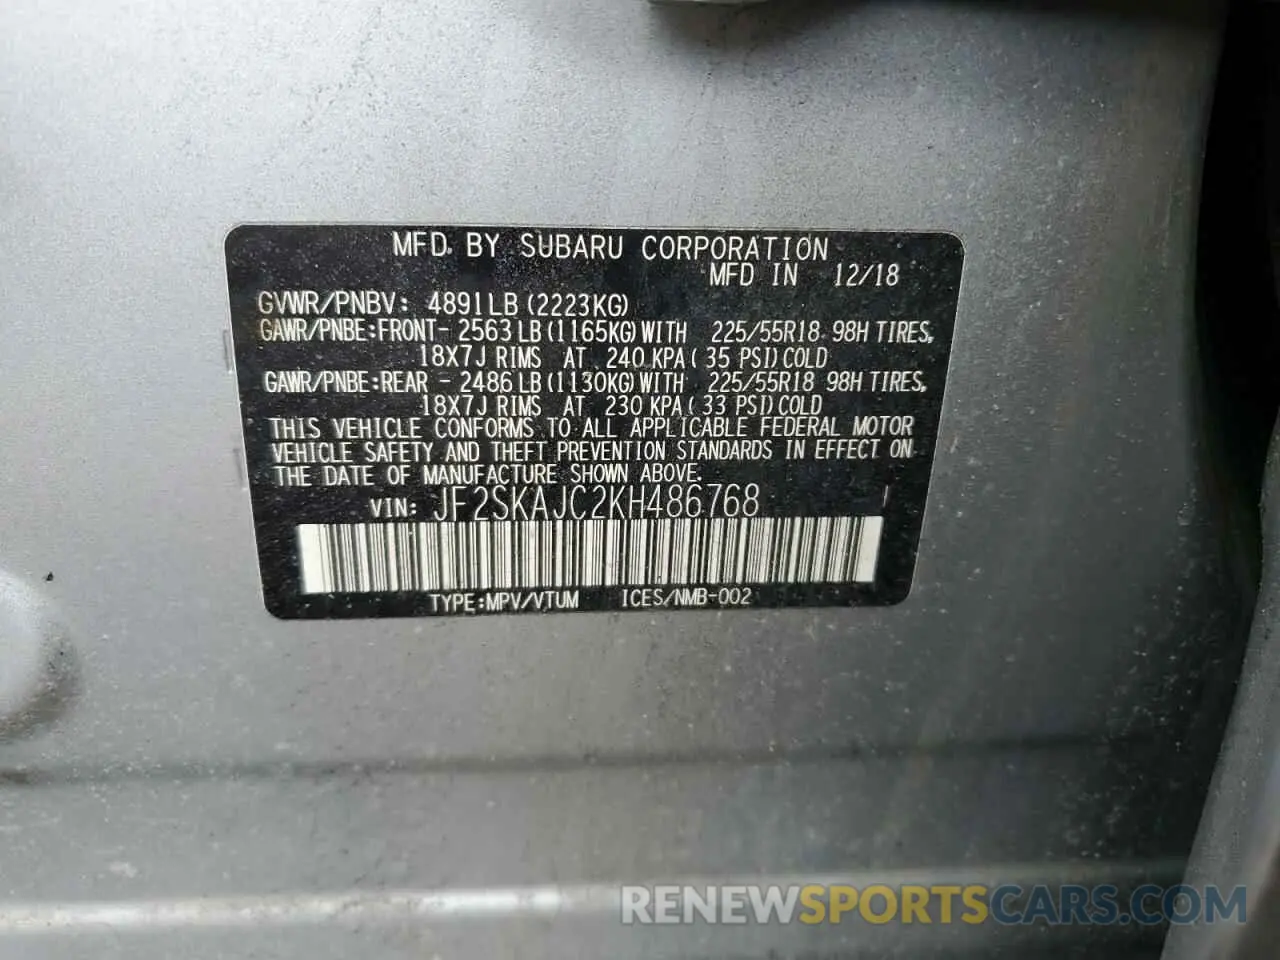 MFD. BY SUBARU CORPORATION
MFD IN 12/18
GVWR/PNBV: 4891LB (2223KG)
GAWR/PNBE:FRONT- 2563LB (1165KG) WITH 225/55R18 98H TIRES,
18X7J RIMS AT 240 KPA ( 35 PSI) COLD
GAWR/PNBE:REAR - 2486LB (1130KG) WITH 225/55R18 98H TIRES,
18X7J RIMS AT 230 KPA ( 33 PSI) COLD
THIS VEHICLE CONFORMS TO ALL APPLICABLE FEDERAL MOTOR
VEHICLE SAFETY AND THEFT PREVENTION STANDARDS IN EFFECT ON
THE DATE OF MANUFACTURE SHOWN ABOVE.
VIN: JF2SKAJC2KH486768
TYPE:MPV/VTUM ICES/NMB-002
RENEWSPORTSCARS.COM